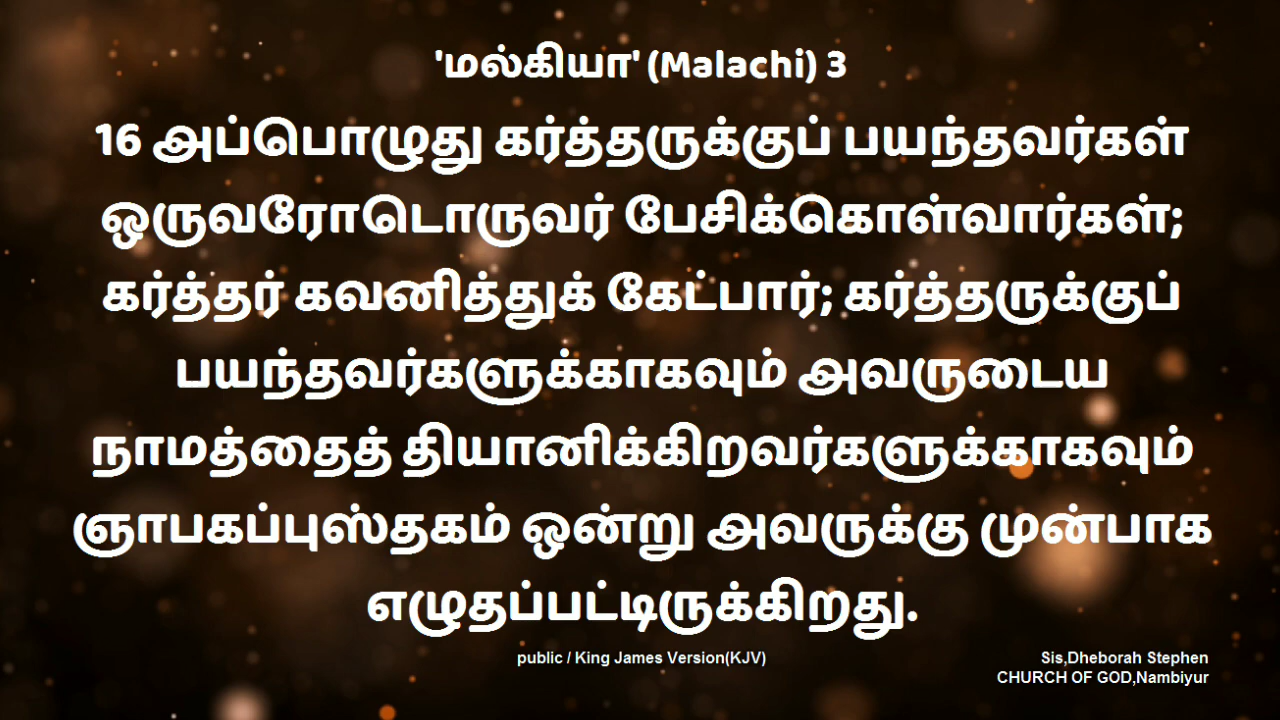 'மல்கியா' (Malachi) 3
16 அப்பொழுது கர்த்தருக்குப் பயந்தவர்கள்
ஒருவரோடொருவர் பேசிக்கொள்வார்கள்;
கர்த்தர் கவனித்துக் கேட்பார்; கர்த்தருக்குப்
பயந்தவர்களுக்காகவும் அவருடைய
நாமத்தைத் தியானிக்கிறவர்களுக்காகவும்
ஞாபகப்புஸ்தகம் ஒன்று அவருக்கு முன்பாக
எழுதப்பட்டிருக்கிறது.
public / King James Version(KJV)
Sis,Dheborah Stephen
CHURCH OF GOD,Nambiyur